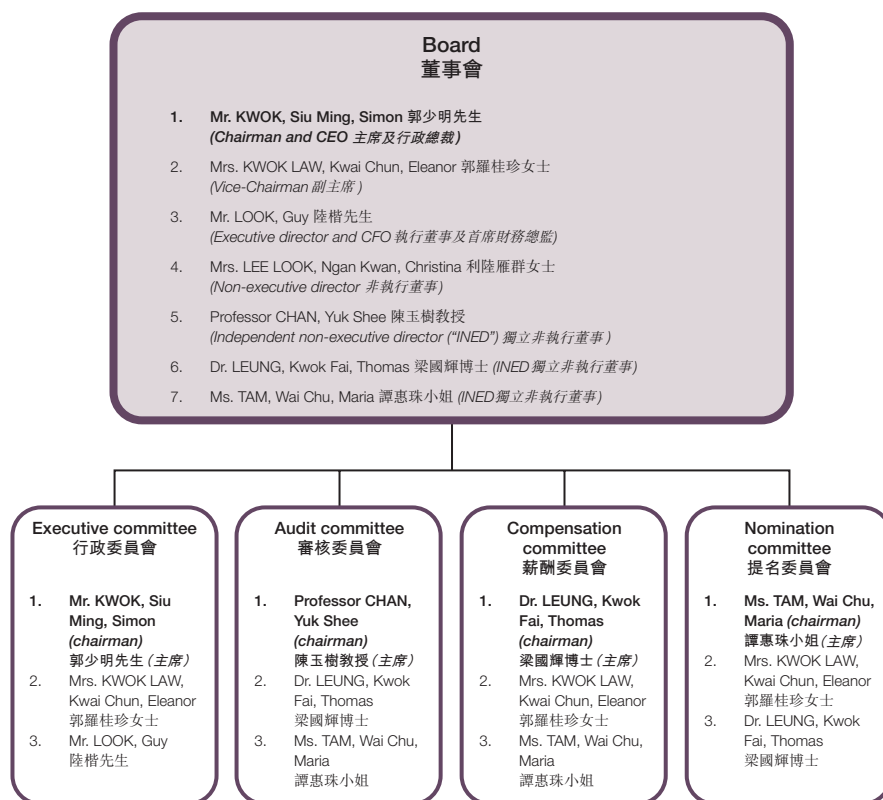 Board
董事會
1. Mr. KWOK, Siu Ming, Simon 郭少明先生
(Chairman and CEO 主席及行政總裁)
2. Mrs. KWOK LAW, Kwai Chun, Eleanor 郭羅桂珍女士
(Vice-Chairman 副主席)
3. Mr. LOOK, Guy 陸楷先生
(Executive director and CFO 執行董事及首席財務總監)
4. Mrs. LEE LOOK, Ngan Kwan, Christina 利陸雁群女士
(Non-executive director 非執行董事)
5. Professor CHAN, Yuk Shee 陳玉樹教授
(Independent non-executive director (“INED”) 獨立非執行董事)
6. Dr. LEUNG, Kwok Fai, Thomas 梁國輝博士 (INED 獨立非執行董事)
7. Ms. TAM, Wai Chu, Maria 譚惠珠小姐 (INED獨立非執行董事)
Executive committee
行政委員會
1. Mr. KWOK, Siu
Ming, Simon
(chairman)
郭少明先生(主席)
2. Mrs. KWOK LAW,
Kwai Chun, Eleanor
郭羅桂珍女士
3. Mr. LOOK, Guy
陸楷先生
Audit committee
審核委員會
1. Professor CHAN,
Yuk Shee
(chairman)
陳玉樹教授(主席)
2. Dr. LEUNG, Kwok
Fai, Thomas
梁國輝博士
3. Ms. TAM, Wai Chu,
Maria
譚惠珠小姐
Compensation
committee
薪酬委員會
1. Dr. LEUNG, Kwok
Fai, Thomas
(chairman)
梁國輝博士(主席)
2. Mrs. KWOK LAW,
Kwai Chun, Eleanor
郭羅桂珍女士
3. Ms. TAM, Wai Chu,
Maria
譚惠珠小姐
Nomination
committee
提名委員會
1. Ms. TAM, Wai Chu,
Maria (chairman)
譚惠珠小姐(主席)
2. Mrs. KWOK LAW,
Kwai Chun, Eleanor
郭羅桂珍女士
3. Dr. LEUNG, Kwok
Fai, Thomas
梁國輝博士